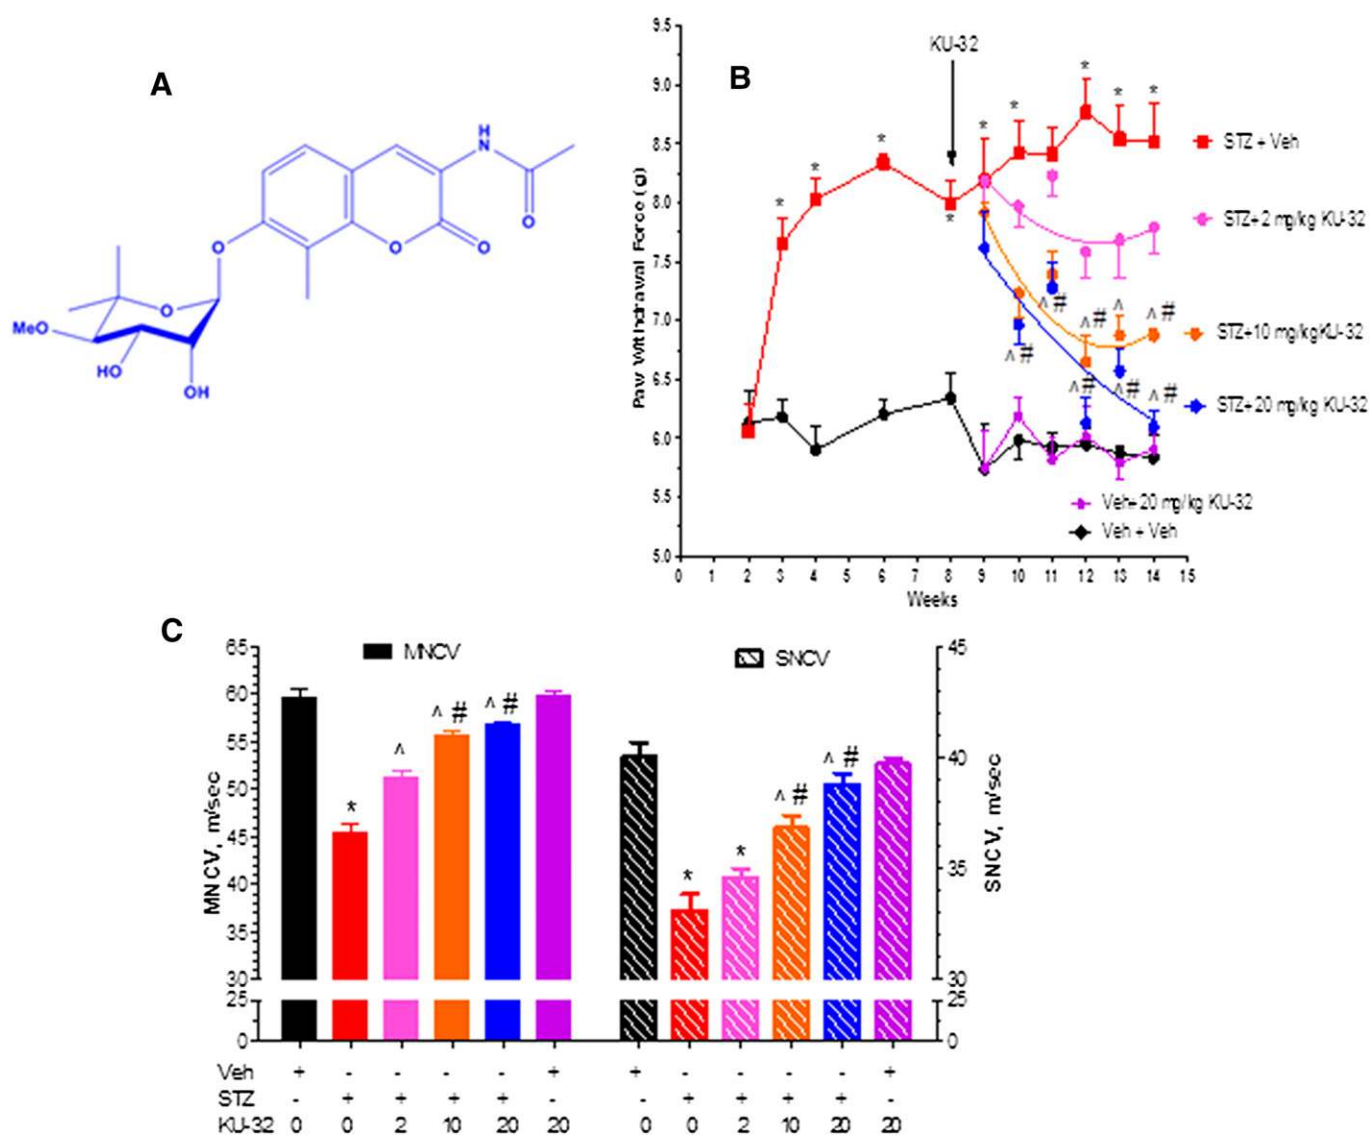 A
H
N
O
O
O
O
O
MeO
HO
OH
B
KU-32
9.5
9.0
8.5
8.0
7.5
7.0
6.5
6.0
5.5
5.0
Paw Withdrawal Force (g)
* * * * * * * * * *
STZ + Veh
STZ+ 2 mg/kg KU-32
^ # ^ # ^ ^ #
STZ+10 mg/kgKU-32
^ # ^ # ^ # ^ #
STZ+ 20 mg/kg KU-32
Veh+20 mg/kg KU-32
Veh + Veh
0 1 2 3 4 5 6 7 8 9 10 11 12 13 14 15
Weeks
C
MNCV
SNCV
65
60
55
50
45
40
35
30
25
0
MNCV, m/sec
* ^ ^ # ^ #
* * ^ # ^ #
45
40
35
30
25
0
SNCV, m/sec
Veh + - - - - + + - - - - +
STZ - + + + + - - + + + + -
KU-32 0 0 2 10 20 20 0 0 2 10 20 20